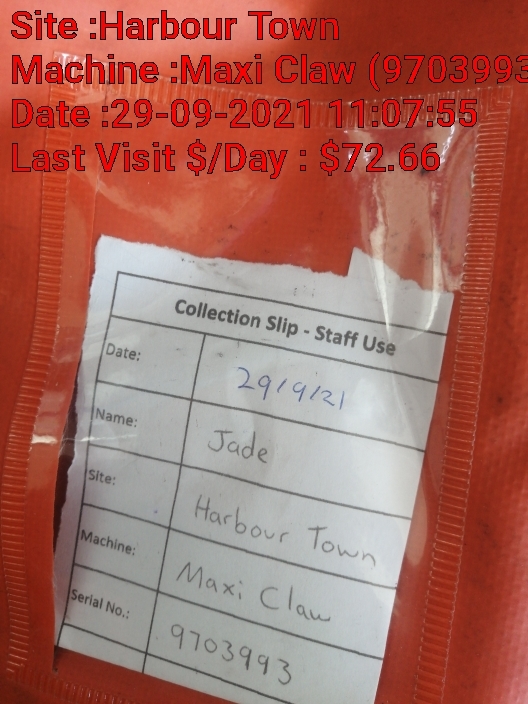 Site :Harbour Town
Machine :Maxi Claw (9703993
Date :29-09-2021 11:07:55
Last Visit $/Day : $72.66
Collection Slip - Staff Use
Date: 29/9/21
Name: Jade
Site: Harbour Town
Machine: Maxi Claw
Serial No.: 9703993